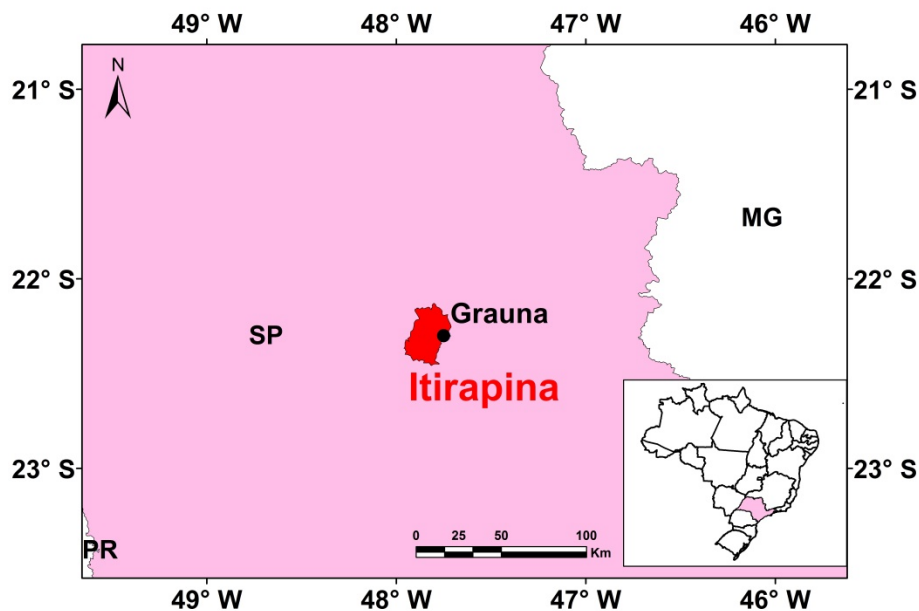 49° W 48° W 47° W 46° W
N
21° S 21° S
MG
22° S 22° S
Grauna
SP
Itirapina
23° S 23° S
0 25 50 100
Km
PR
49° W 48° W 47° W 46° W